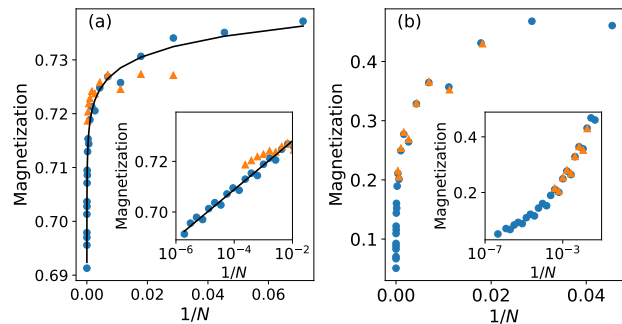 (a)
Magnetization
0.73
0.72
0.71
0.70
0.69
0.00
0.02
0.04
0.06
1/N
Magnetization
0.72
0.70
10⁻⁶
10⁻⁴
10⁻²
1/N
(b)
Magnetization
0.4
0.3
0.2
0.1
0.00
0.02
0.04
1/N
Magnetization
0.4
0.2
10⁻⁷
10⁻³
1/N